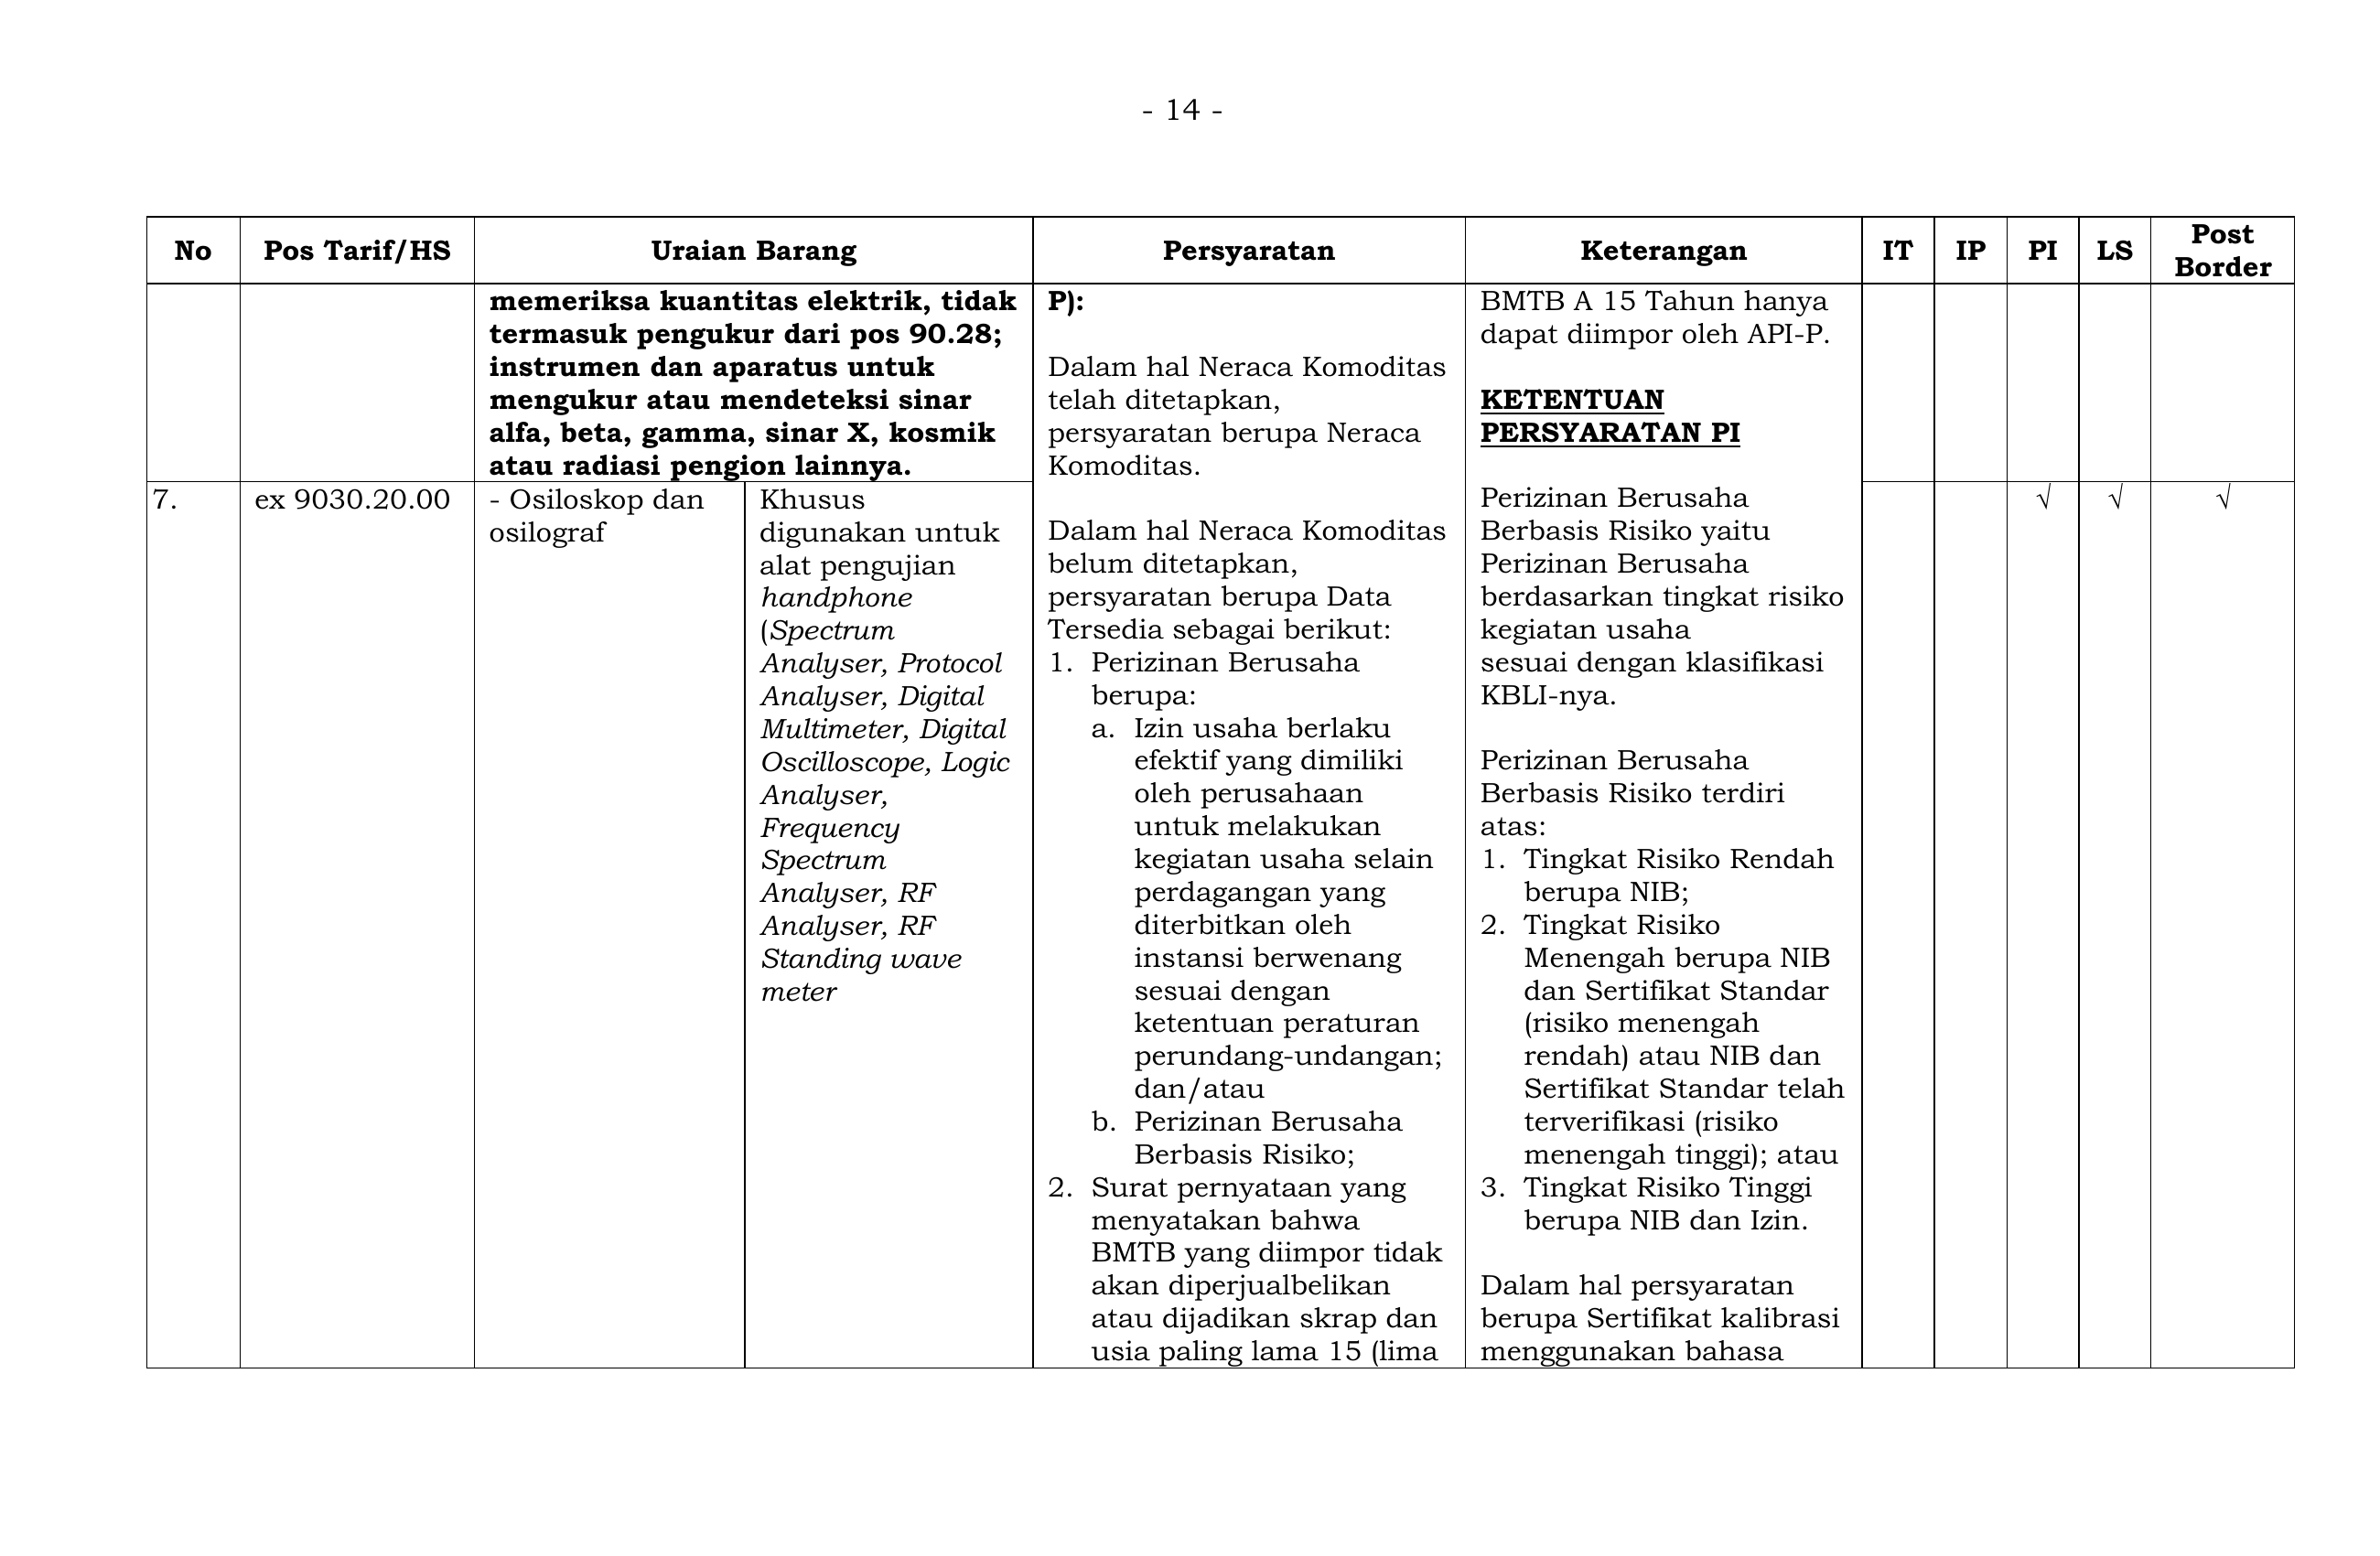 - 14 -
No
Pos Tarif/HS
Uraian Barang
Persyaratan
Keterangan
IT
IP
PI
LS
Post
Border
memeriksa kuantitas elektrik, tidak
termasuk pengukur dari pos 90.28;
instrumen dan aparatus untuk
mengukur atau mendeteksi sinar
alfa, beta, gamma, sinar X, kosmik
atau radiasi pengion lainnya.
7.
ex 9030.20.00
- Osiloskop dan
osilograf
Khusus
digunakan untuk
alat pengujian
handphone
(Spectrum
Analyser, Protocol
Analyser, Digital
Multimeter, Digital
Oscilloscope, Logic
Analyser,
Frequency
Spectrum
Analyser, RF
Analyser, RF
Standing wave
meter
P):
Dalam hal Neraca Komoditas
telah ditetapkan,
persyaratan berupa Neraca
Komoditas.
Dalam hal Neraca Komoditas
belum ditetapkan,
persyaratan berupa Data
Tersedia sebagai berikut:
1. Perizinan Berusaha
berupa:
a. Izin usaha berlaku
efektif yang dimiliki
oleh perusahaan
untuk melakukan
kegiatan usaha selain
perdagangan yang
diterbitkan oleh
instansi berwenang
sesuai dengan
ketentuan peraturan
perundang-undangan;
dan/atau
b. Perizinan Berusaha
Berbasis Risiko;
2. Surat pernyataan yang
menyatakan bahwa
BMTB yang diimpor tidak
akan diperjualbelikan
atau dijadikan skrap dan
usia paling lama 15 (lima
BMTB A 15 Tahun hanya
dapat diimpor oleh API-P.
KETENTUAN
PERSYARATAN PI
Perizinan Berusaha
Berbasis Risiko yaitu
Perizinan Berusaha
berdasarkan tingkat risiko
kegiatan usaha
sesuai dengan klasifikasi
KBLI-nya.
Perizinan Berusaha
Berbasis Risiko terdiri
atas:
1. Tingkat Risiko Rendah
berupa NIB;
2. Tingkat Risiko
Menengah berupa NIB
dan Sertifikat Standar
(risiko menengah
rendah) atau NIB dan
Sertifikat Standar telah
terverifikasi (risiko
menengah tinggi); atau
3. Tingkat Risiko Tinggi
berupa NIB dan Izin.
Dalam hal persyaratan
berupa Sertifikat kalibrasi
menggunakan bahasa
√
√
√